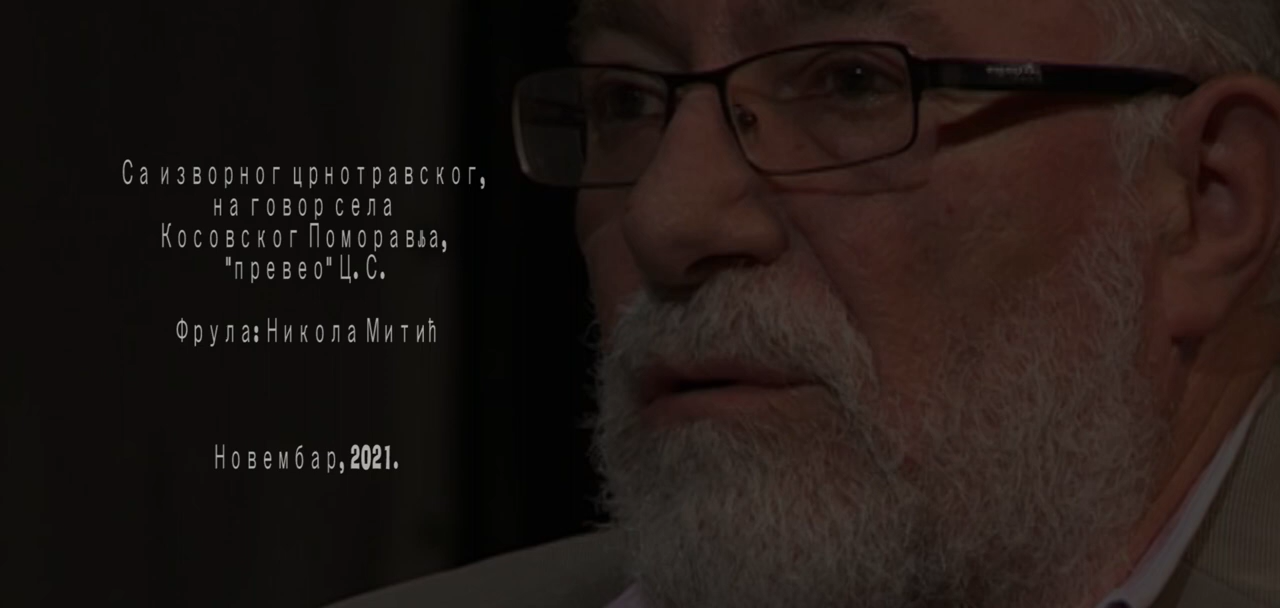 Са изворног црнотравског,
на говор села
Косовског Поморавља,
"превео" Ц. С.
Фрула: Никола Митић
Новембар, 2021.